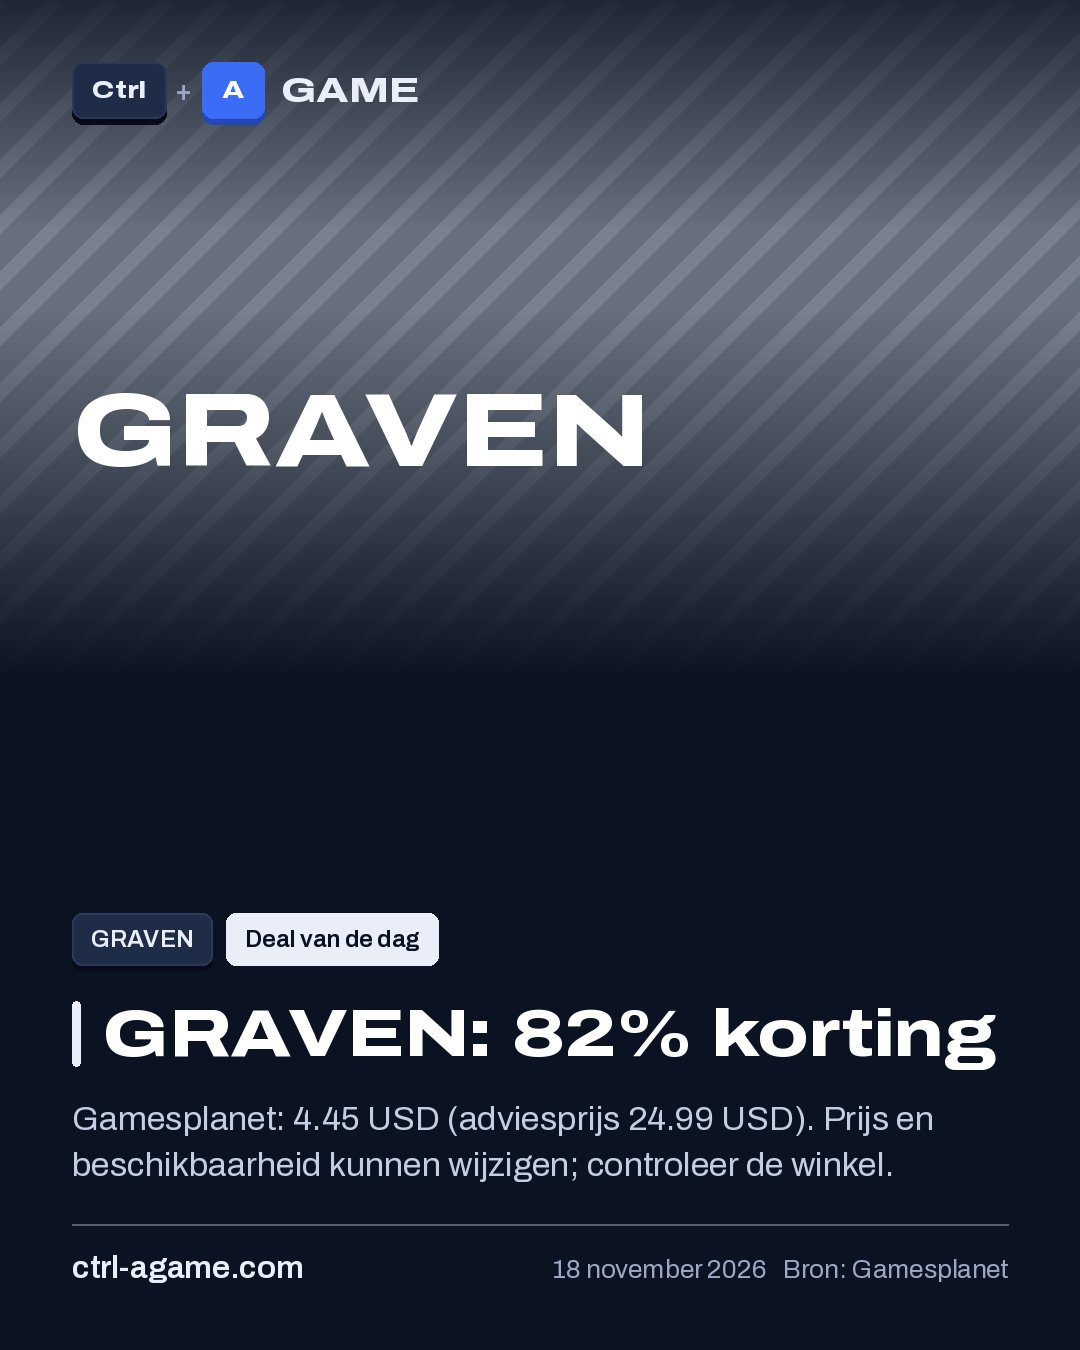 Ctrl + A GAME
GRAVEN
GRAVEN Deal van de dag
GRAVEN: 82% korting
Gamesplanet: 4.45 USD (adviesprijs 24.99 USD). Prijs en
beschikbaarheid kunnen wijzigen; controleer de winkel.
ctrl-agame.com 18 november 2026 Bron: Gamesplanet